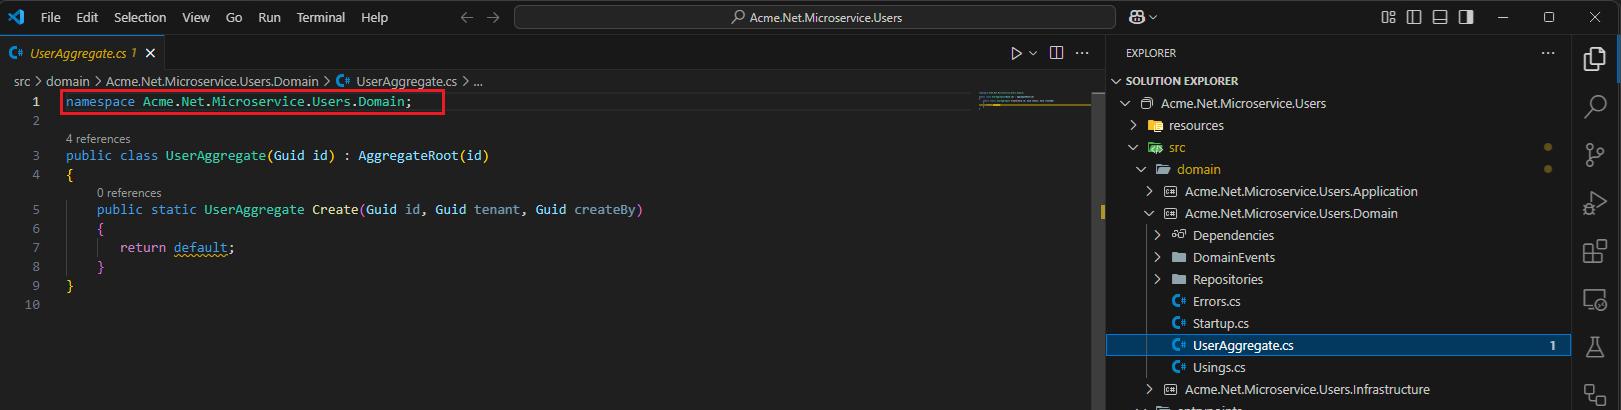 File Edit Selection View Go Run Terminal Help
Acme.Net.Microservice.Users
UserAggregate.cs 1
src > domain > Acme.Net.Microservice.Users.Domain > UserAggregate.cs > ...
1 namespace Acme.Net.Microservice.Users.Domain;
2
4 references
3 public class UserAggregate(Guid id) : AggregateRoot(id)
4 {
0 references
5 public static UserAggregate Create(Guid id, Guid tenant, Guid createBy)
6 {
7 return default;
8 }
9 }
10
EXPLORER
SOLUTION EXPLORER
Acme.Net.Microservice.Users
resources
src
domain
Acme.Net.Microservice.Users.Application
Acme.Net.Microservice.Users.Domain
Dependencies
DomainEvents
Repositories
Errors.cs
Startup.cs
UserAggregate.cs 1
Usings.cs
Acme.Net.Microservice.Users.Infrastructure